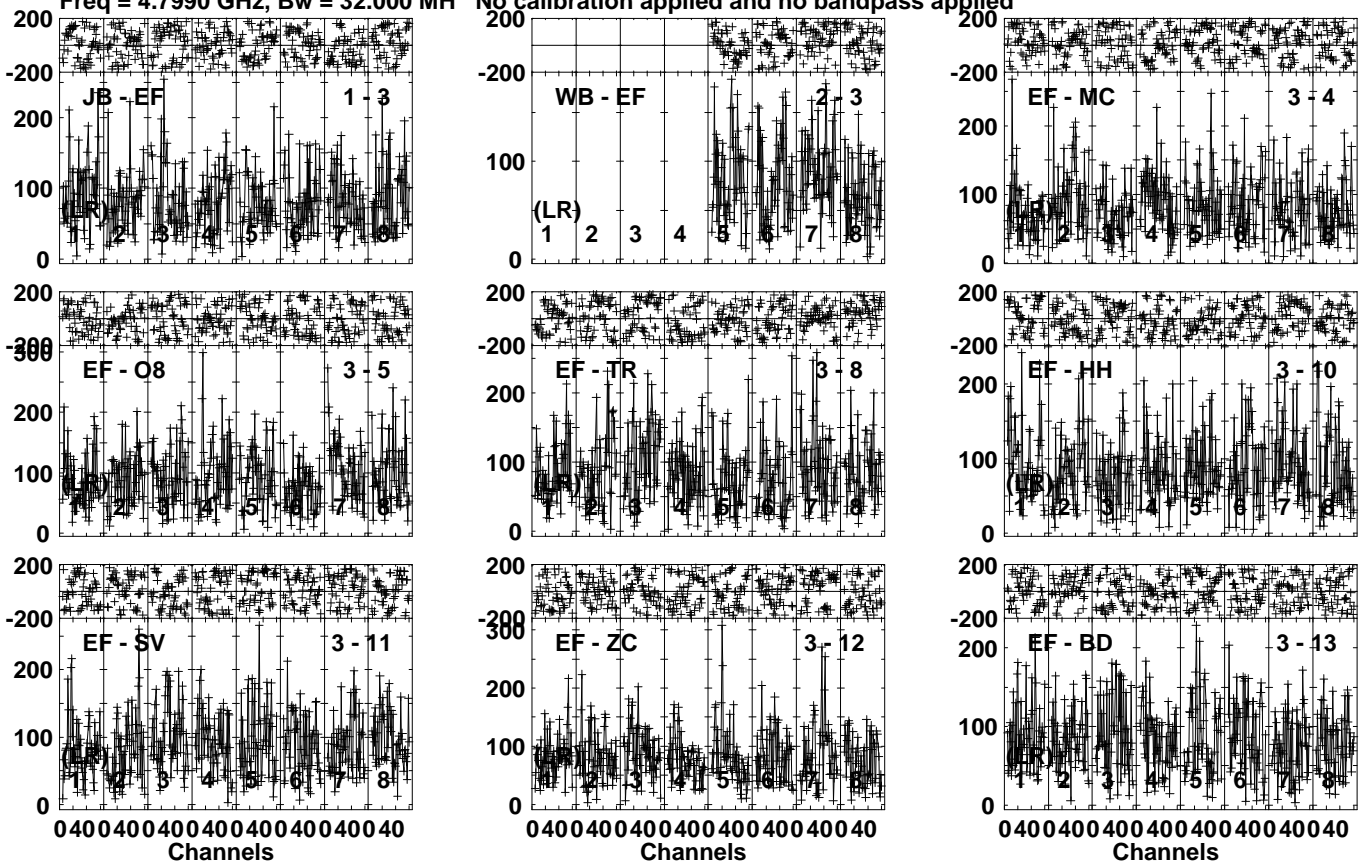 Freq = 4.7990 GHz, Bw = 32.000 MH No calibration applied and no bandpass applied
200
-200
JB - EF 1 - 3
200
100
0
(LR)
1 2 3 4 5 6 7 8
200
-200
WB - EF 2 - 3
100
0
(LR)
1 2 3 4 5 6 7 8
200
-200
EF - MC 3 - 4
200
100
0
(LR)
1 2 3 4 5 6 7 8
200
-200
300
EF - O8 3 - 5
200
100
0
(LR)
1 2 3 4 5 6 7 8
200
-200
EF - TR 3 - 8
200
100
0
(LR)
1 2 3 4 5 6 7 8
200
-200
EF - HH 3 - 10
200
100
0
(LR)
1 2 3 4 5 6 7 8
200
-200
EF - SV 3 - 11
200
100
0
(LR)
1 2 3 4 5 6 7 8
0 40 0 40 0 40 0 40 0 40 0 40 0 40 0 40
Channels
200
-200
300
EF - ZC 3 - 12
200
100
0
(LR)
1 2 3 4 5 6 7 8
0 40 0 40 0 40 0 40 0 40 0 40 0 40 0 40
Channels
200
-200
EF - BD 3 - 13
200
100
0
(LR)
1 2 3 4 5 6 7 8
0 40 0 40 0 40 0 40 0 40 0 40 0 40 0 40
Channels